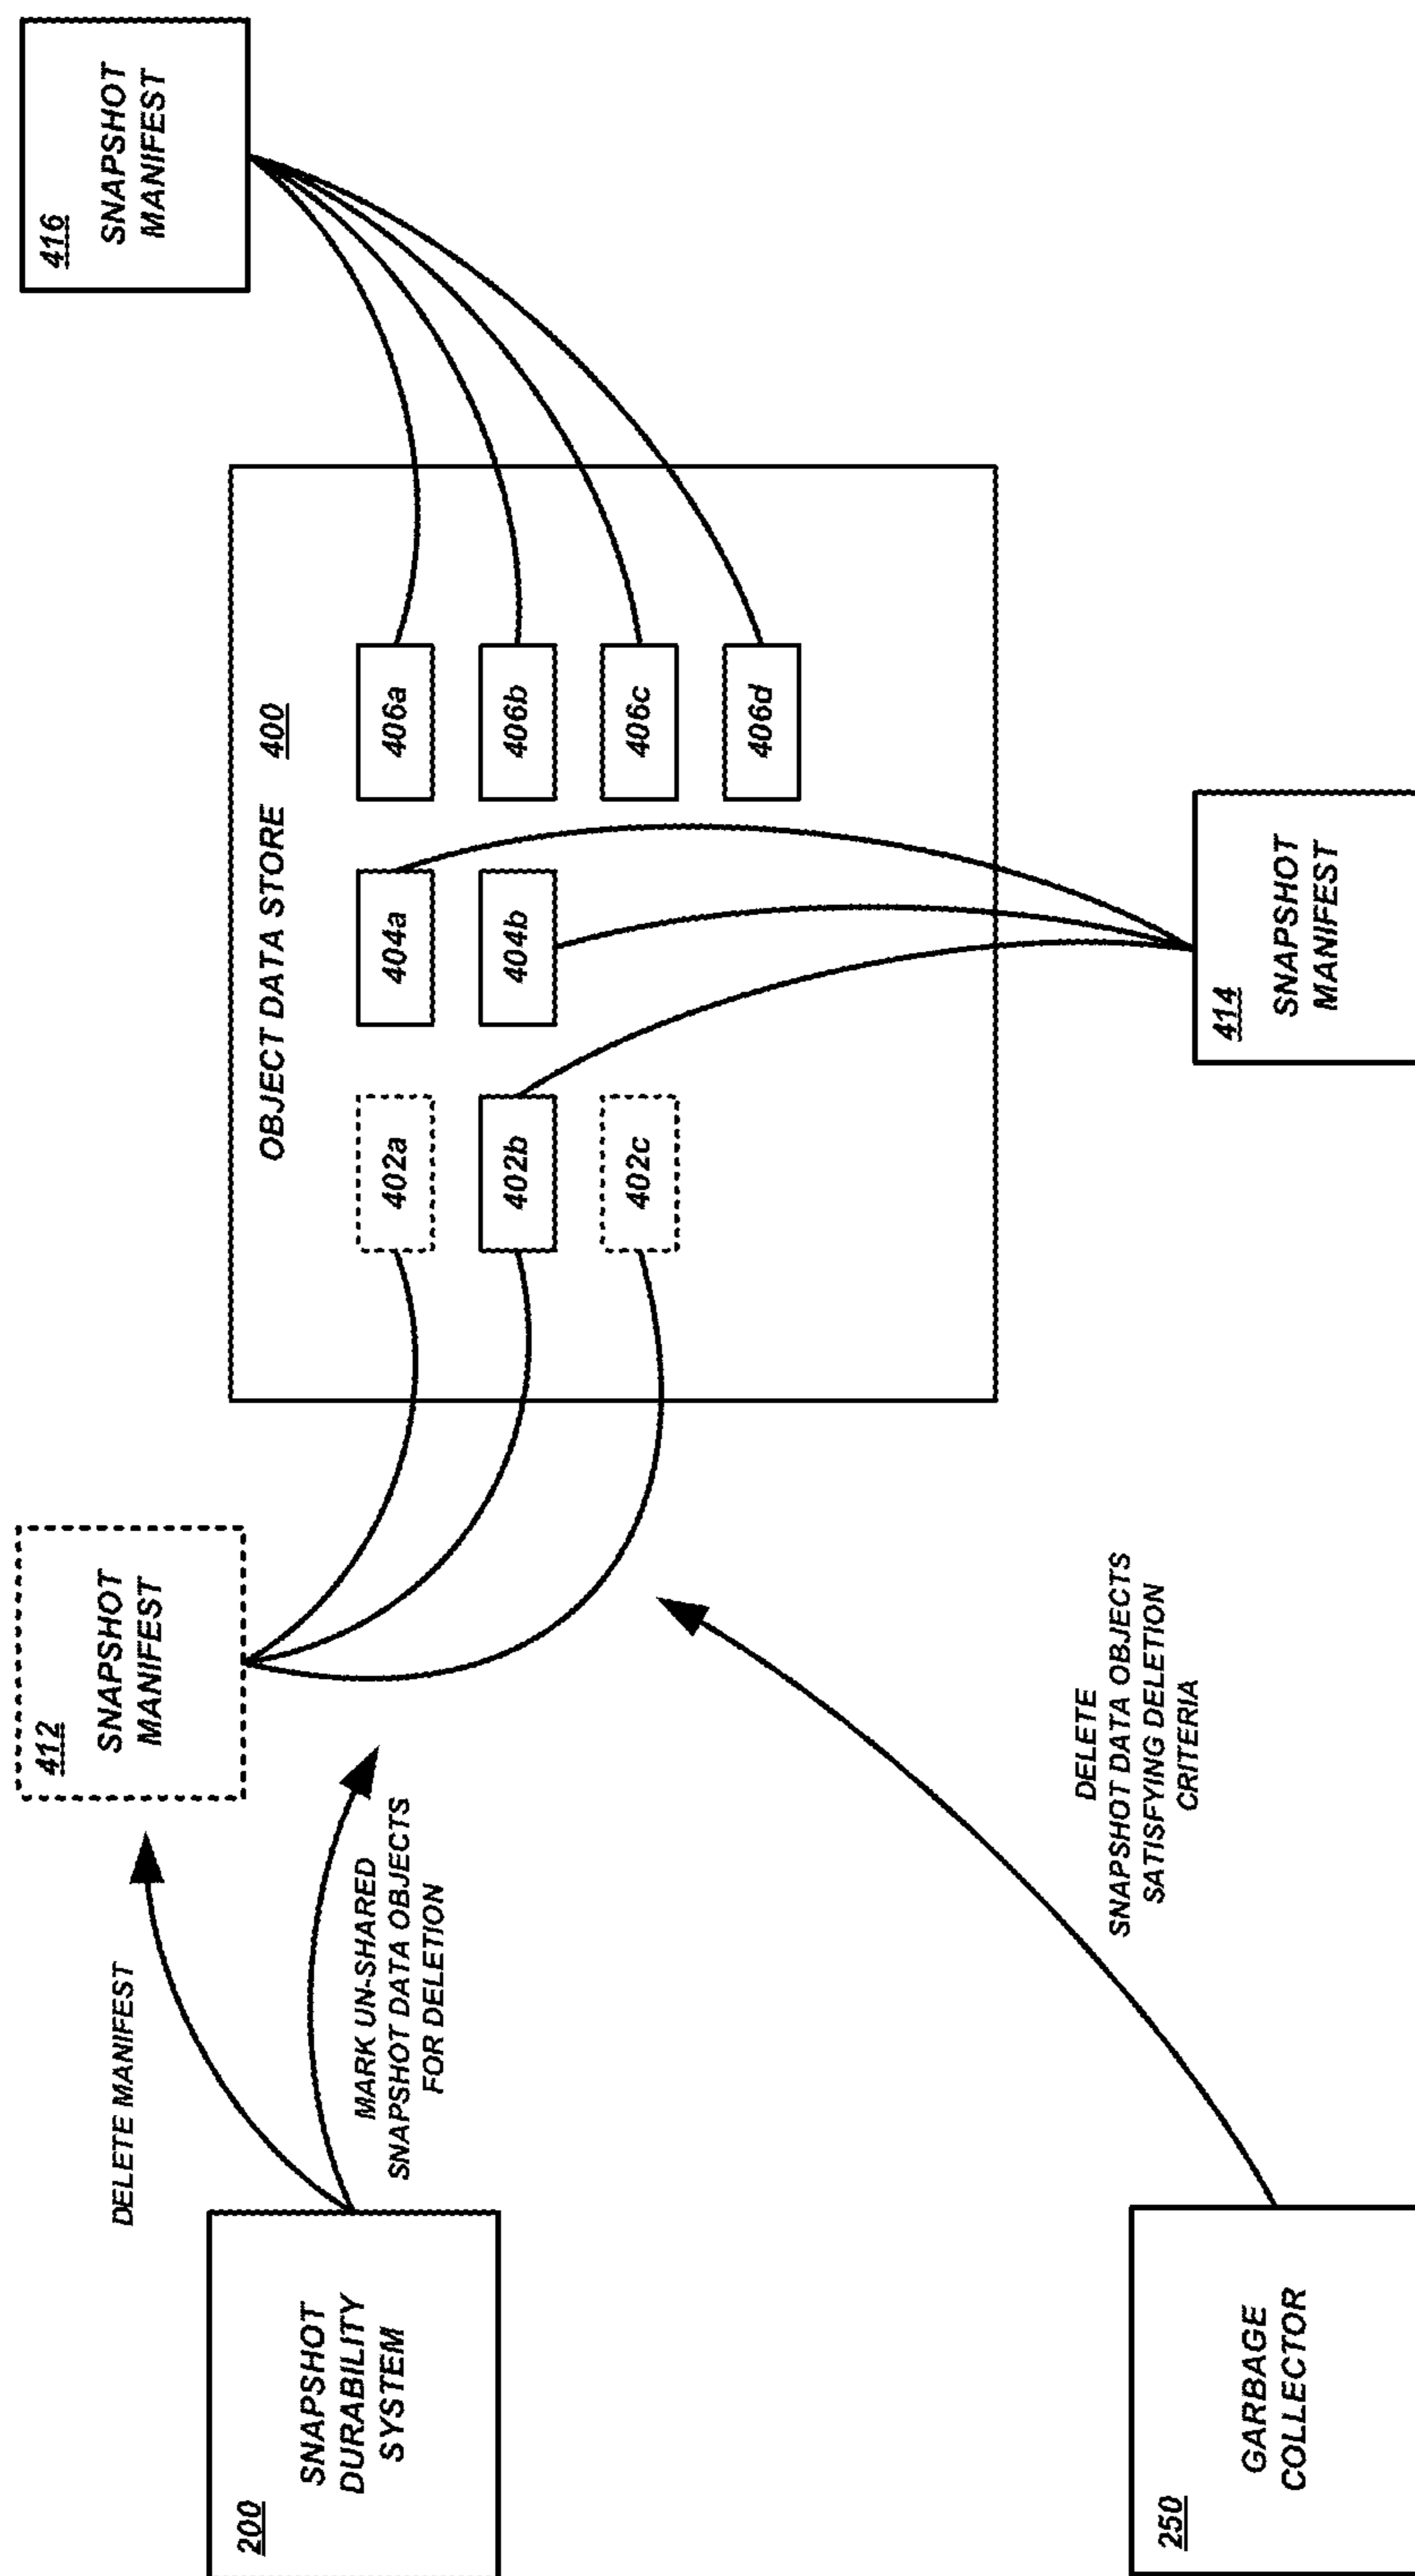 200
SNAPSHOT
DURABILITY
SYSTEM
DELETE MANIFEST
MARK UN-SHARED
SNAPSHOT DATA OBJECTS
FOR DELETION
412
SNAPSHOT
MANIFEST
OBJECT DATA STORE 400
402a
402b
402c
404a
404b
406a
406b
406c
406d
416
SNAPSHOT
MANIFEST
250
GARBAGE
COLLECTOR
DELETE
SNAPSHOT DATA OBJECTS
SATISFYING DELETION
CRITERIA
414
SNAPSHOT
MANIFEST